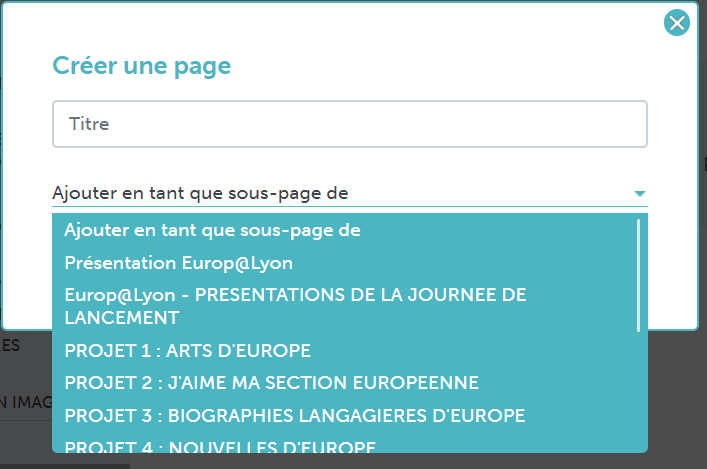 Créer une page
Titre
Ajouter en tant que sous-page de
Ajouter en tant que sous-page de
Présentation Europ@Lyon
Europ@Lyon - PRESENTATIONS DE LA JOURNEE DE
LANCEMENT
PROJET 1 : ARTS D'EUROPE
PROJET 2 : J'AIME MA SECTION EUROPEENNE
PROJET 3 : BIOGRAPHIES LANGAGIERES D'EUROPE
PROJET 4 : NOUVELLES D'EUROPE